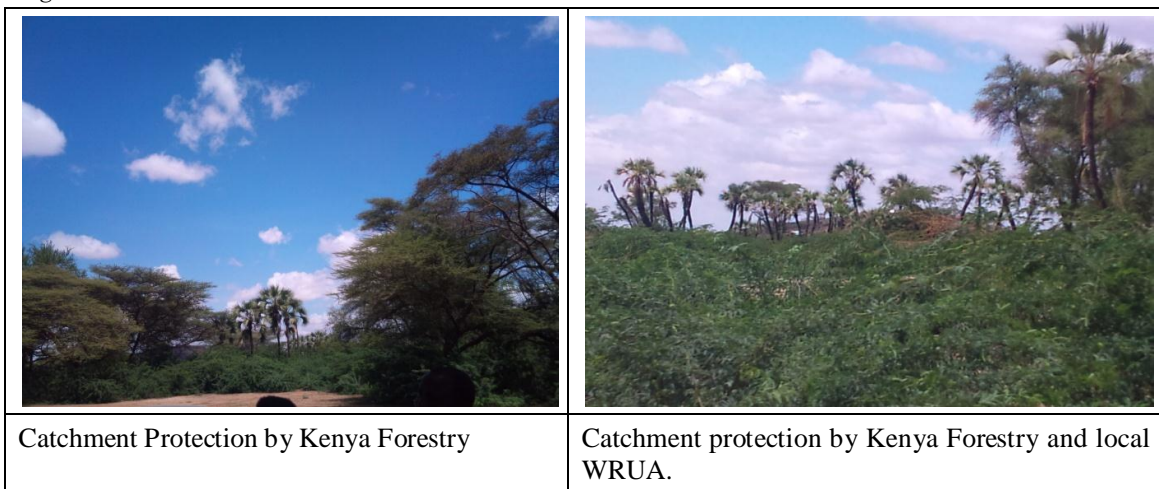 Catchment Protection by Kenya Forestry
Catchment protection by Kenya Forestry and local
WRUA.